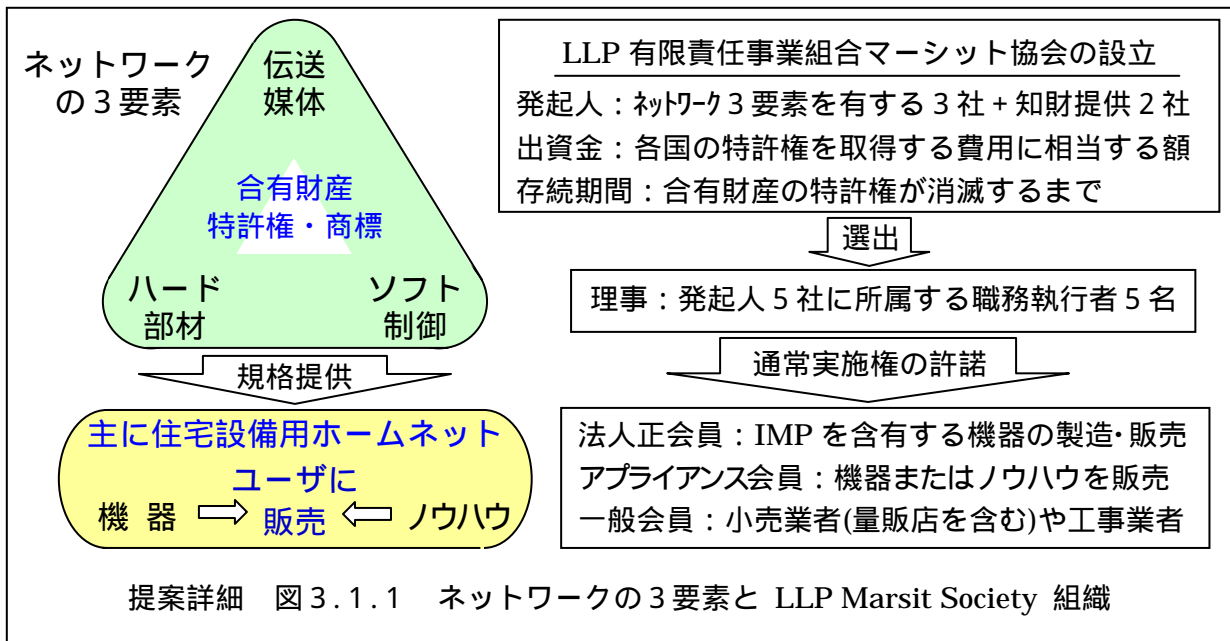 ネットワーク
の3要素
伝送
媒体
合有財産
特許権・商標
ハード
部材
ソフト
制御
規格提供
主に住宅設備用ホームネット
ユーザに
機 器
販売
ノウハウ
LLP 有限責任事業組合マーシット協会の設立
発起人：ﾈｯﾄﾜｰｸ3要素を有する3社+知財提供2社
出資金：各国の特許権を取得する費用に相当する額
存続期間：合有財産の特許権が消滅するまで
選出
理事：発起人5社に所属する職務執行者5名
通常実施権の許諾
法人正会員：IMPを含有する機器の製造・販売
アプライアンス会員：機器またはノウハウを販売
一般会員：小売業者(量販店を含む)や工事業者
提案詳細 図3.1.1 ネットワークの3要素と LLP Marsit Society 組織